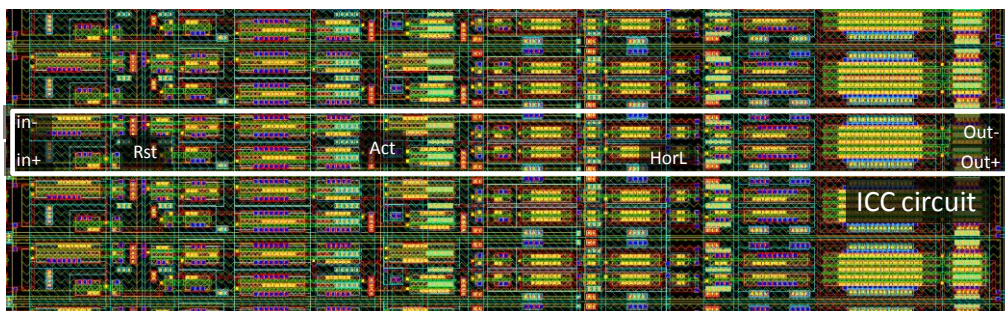 in-
in+
Rst
Act
HorL
Out-
Out+
ICC circuit